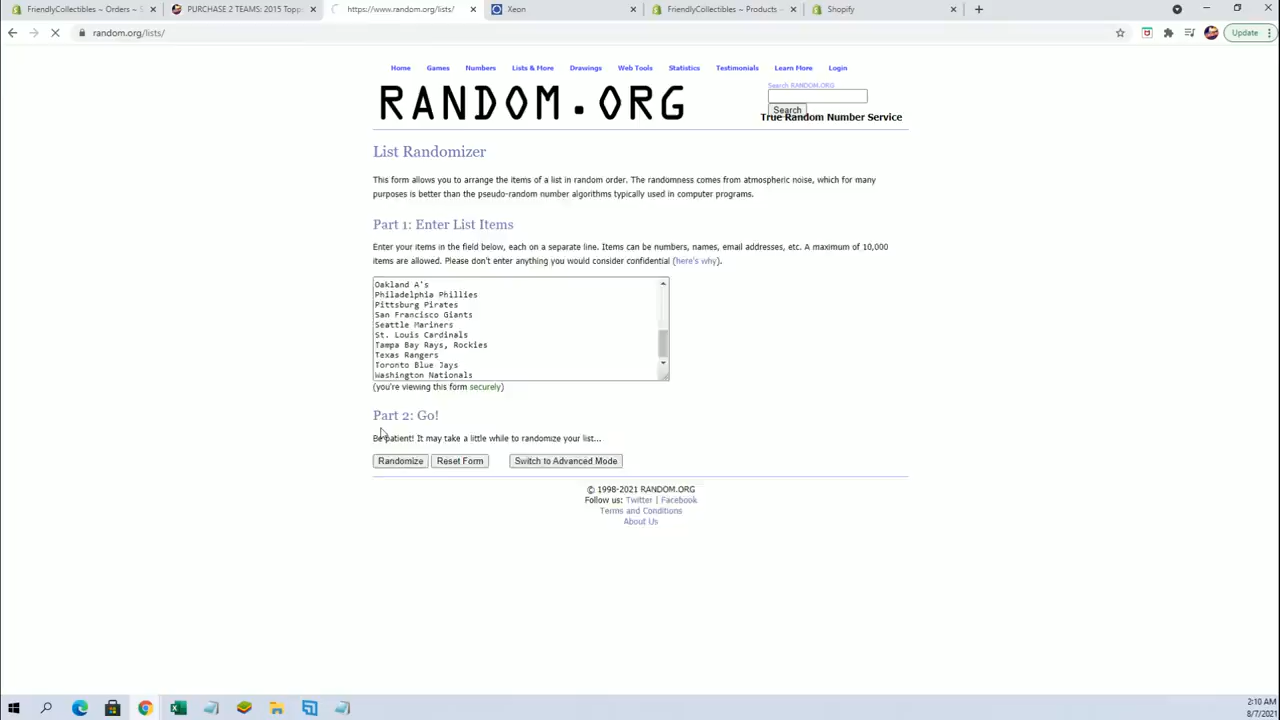 FriendlyCollectibles ~ Orders ~ S
PURCHASE 2 TEAMS: 2015 Toppi
https://www.random.org/lists/
Xeon
FriendlyCollectibles ~ Products ~
Shopify
random.org/lists/
Update
Home Games Numbers Lists & More Drawings Web Tools Statistics Testimonials Learn More Login
Search RANDOM.ORG
RANDOM.ORG
Search
True Random Number Service
List Randomizer
This form allows you to arrange the items of a list in random order. The randomness comes from atmospheric noise, which for many
purposes is better than the pseudo-random number algorithms typically used in computer programs.
Part 1: Enter List Items
Enter your items in the field below, each on a separate line. Items can be numbers, names, email addresses, etc. A maximum of 10,000
items are allowed. Please don't enter anything you would consider confidential (here's why).
Oakland A's
Philadelphia Phillies
Pittsburg Pirates
San Francisco Giants
Seattle Mariners
St. Louis Cardinals
Tampa Bay Rays, Rockies
Texas Rangers
Toronto Blue Jays
Washington Nationals
(you're viewing this form securely)
Part 2: Go!
Be patient! It may take a little while to randomize your list...
Randomize Reset Form Switch to Advanced Mode
© 1998-2021 RANDOM.ORG
Follow us: Twitter | Facebook
Terms and Conditions
About Us
2:10 AM
8/7/2021